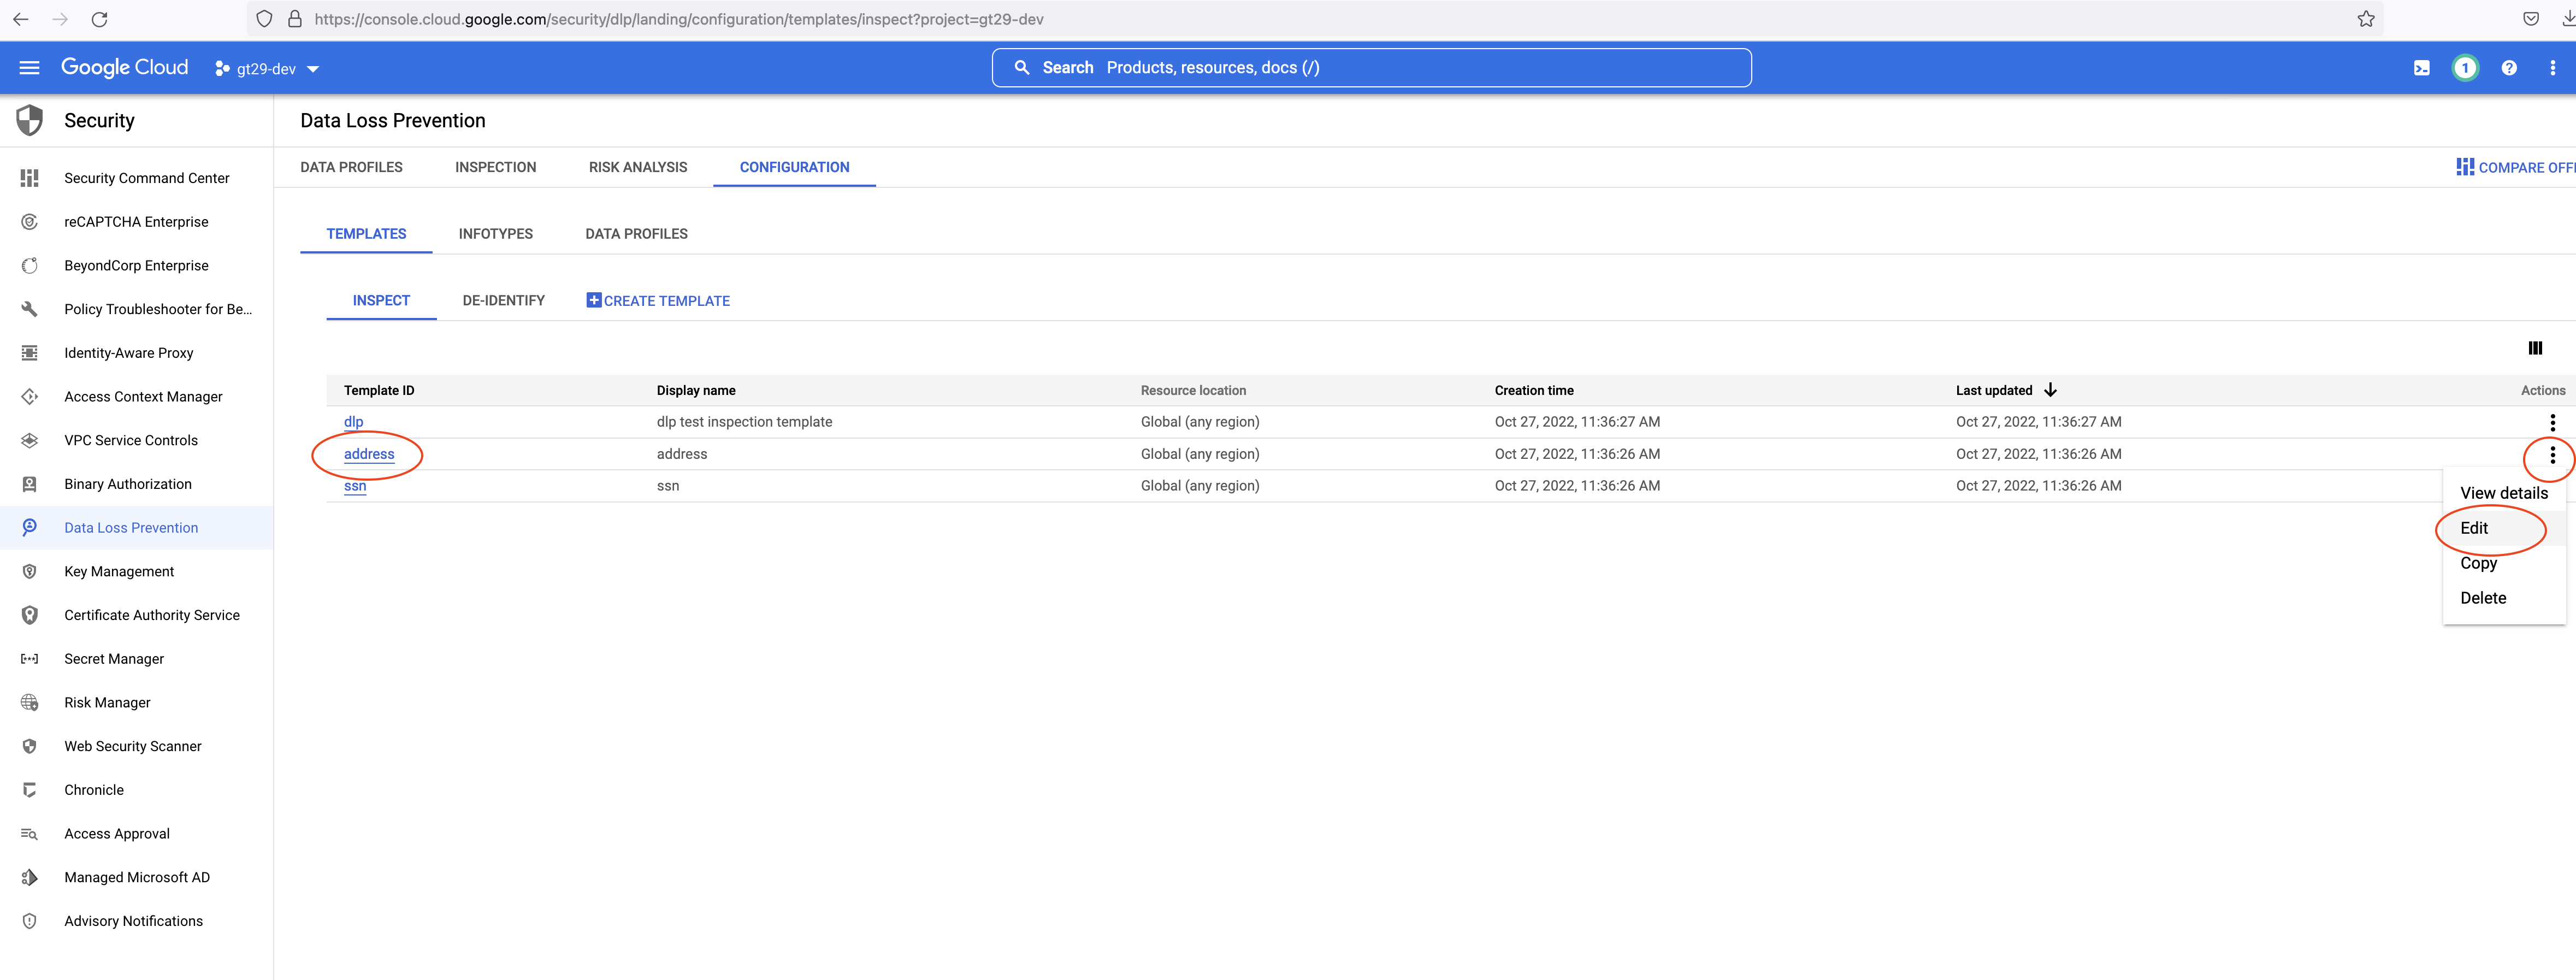 https://console.cloud.google.com/security/dlp/landing/configuration/templates/inspect?project=gt29-dev
Google Cloud gt29-dev Search Products, resources, docs (/) 1
Security
Data Loss Prevention
DATA PROFILES INSPECTION RISK ANALYSIS CONFIGURATION COMPARE OFF
Security Command Center
reCAPTCHA Enterprise
BeyondCorp Enterprise
Policy Troubleshooter for Be...
Identity-Aware Proxy
Access Context Manager
VPC Service Controls
Binary Authorization
Data Loss Prevention
Key Management
Certificate Authority Service
Secret Manager
Risk Manager
Web Security Scanner
Chronicle
Access Approval
Managed Microsoft AD
Advisory Notifications
TEMPLATES INFOTYPES DATA PROFILES
INSPECT DE-IDENTIFY CREATE TEMPLATE
Template ID Display name Resource location Creation time Last updated Actions
dlp dlp test inspection template Global (any region) Oct 27, 2022, 11:36:27 AM Oct 27, 2022, 11:36:27 AM
address address Global (any region) Oct 27, 2022, 11:36:26 AM Oct 27, 2022, 11:36:26 AM
ssn ssn Global (any region) Oct 27, 2022, 11:36:26 AM Oct 27, 2022, 11:36:26 AM
View details
Edit
Copy
Delete